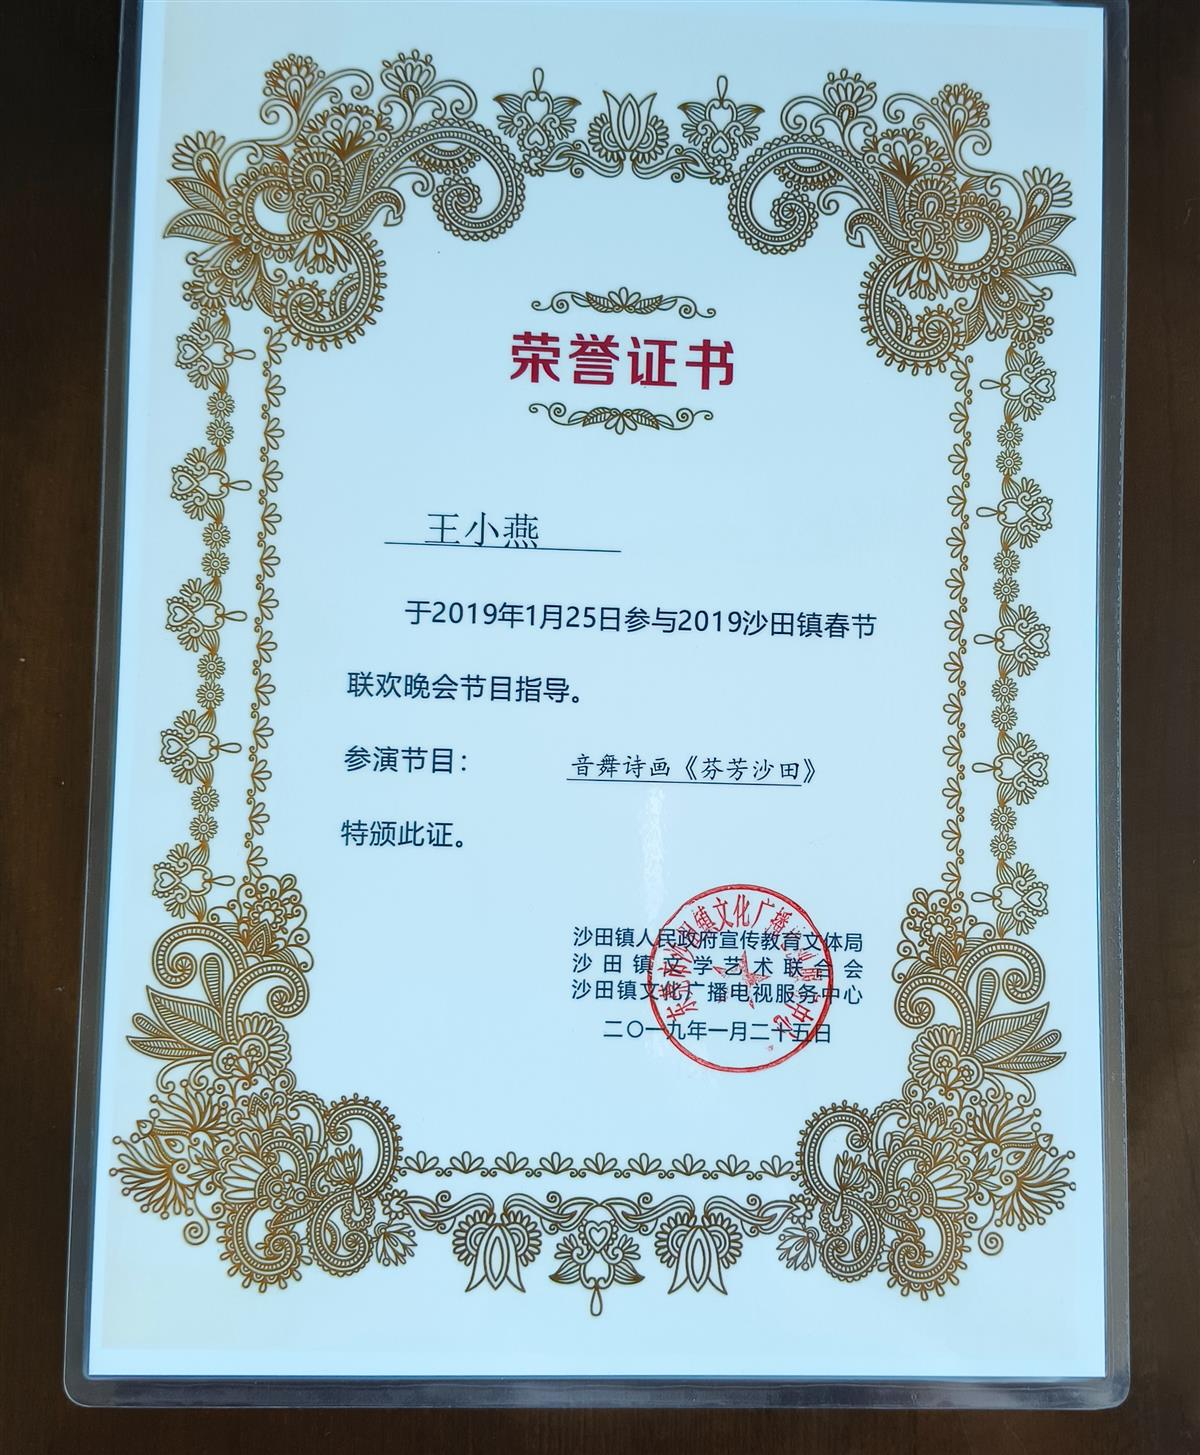 荣誉证书
王小燕
于2019年1月25日参与2019沙田镇春节
联欢晚会节目指导。
参演节目： 音舞诗画《芬芳沙田》
特颁此证。
沙田镇人民政府宣传教育文体局
沙田镇文学艺术联合会
沙田镇文化广播电视服务中心
二〇一九年一月二十五日